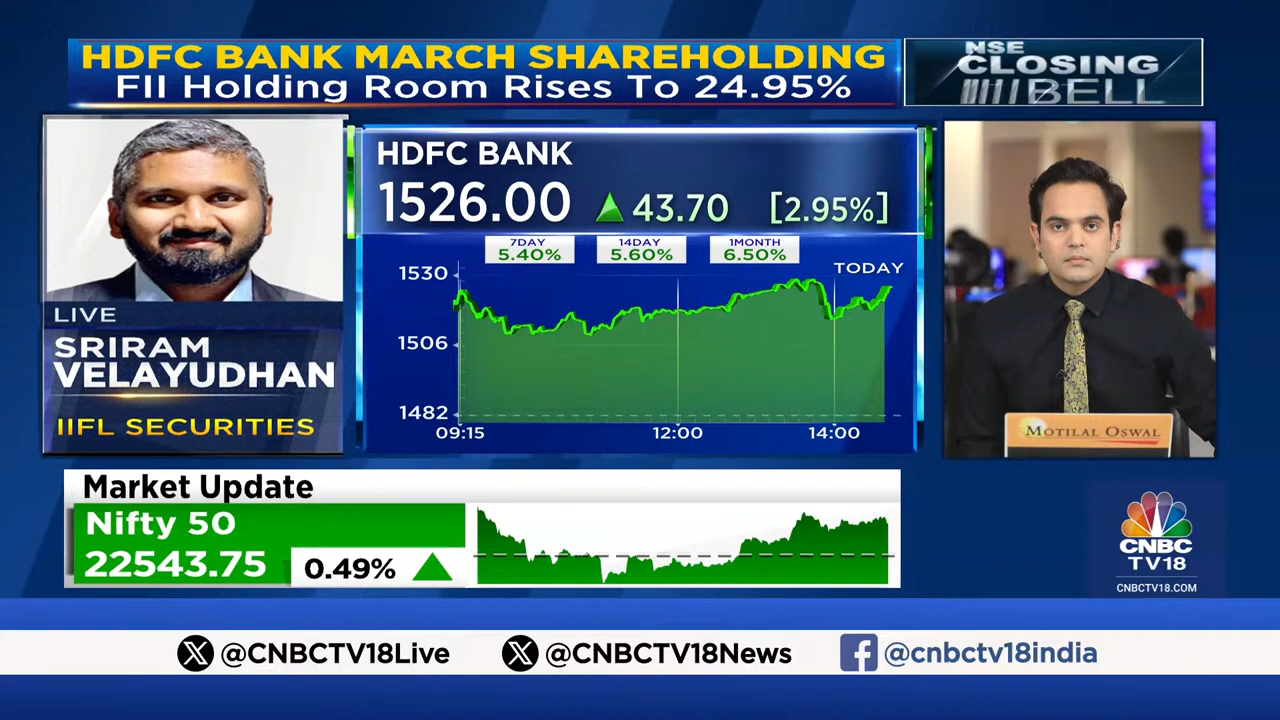 HDFC BANK MARCH SHAREHOLDING
FII Holding Room Rises To 24.95%
NSE
CLOSING
BELL
HDFC BANK
1526.00 43.70 [2.95%]
7DAY
5.40%
14DAY
5.60%
1MONTH
6.50%
TODAY
1530
1506
1482
09:15 12:00 14:00
LIVE
SRIRAM
VELAYUDHAN
IIFL SECURITIES
MOTILAL OSWAL
Market Update
Nifty 50
22543.75 0.49%
CNBC
TV18
CNBCTV18.COM
@CNBCTV18Live @CNBCTV18News @cnbctv18india